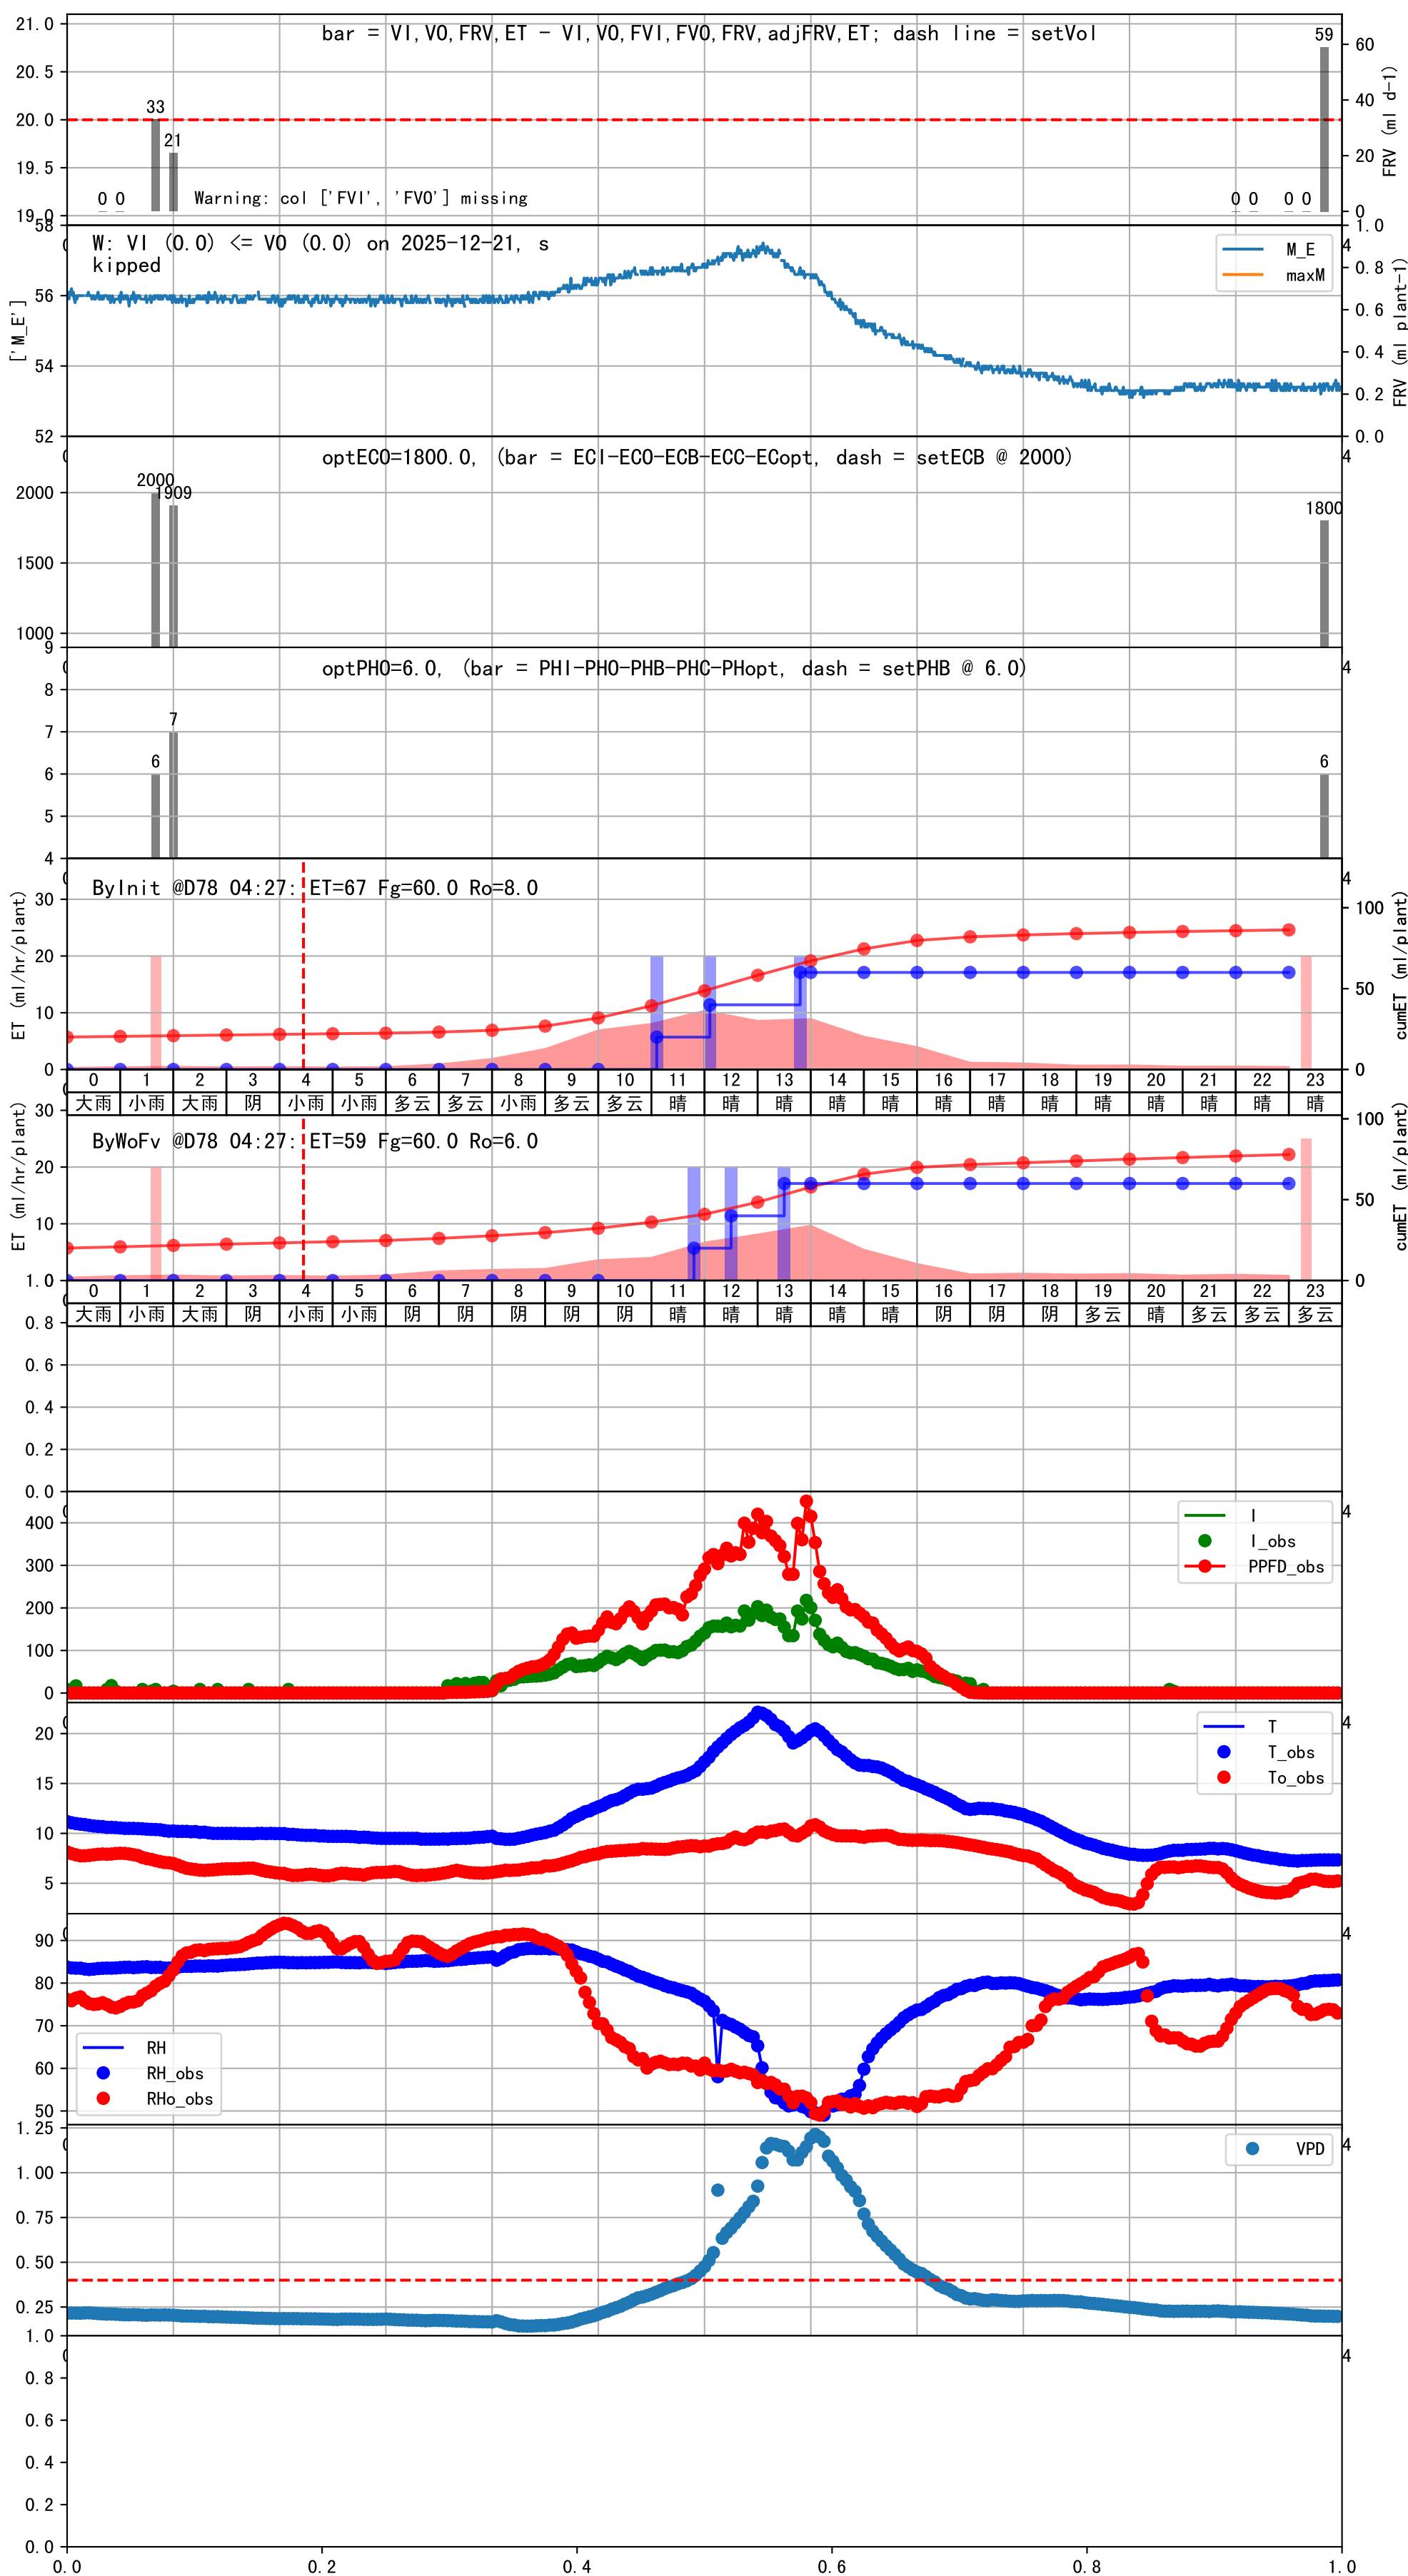 bar = VI,VO,FRV,ET - VI,VO,FVI,FVO,FRV,adjFRV,ET; dash line = setVol
21.0
20.5
20.0
19.5
19.0
60
40
20
0
FRV (ml d-1)
33
21
59
0 0
0 0
0 0
Warning: col ['FVI', 'FVO'] missing
W: VI (0.0) <= VO (0.0) on 2025-12-21, s
kipped
M_E
maxM
58
56
54
52
['M_E']
1.0
0.8
0.6
0.4
0.2
0.0
FRV (ml plant-1)
4
optECO=1800.0, (bar = ECI-ECO-ECB-ECC-ECopt, dash = setECB @ 2000)
2000
1500
1000
2000
1909
1800
4
optPHO=6.0, (bar = PHI-PHO-PHB-PHC-PHopt, dash = setPHB @ 6.0)
9
8
7
6
5
4
6
7
6
4
ByInit @D78 04:27: ET=67 Fg=60.0 Ro=8.0
30
20
10
0
ET (ml/hr/plant)
100
50
0
cumET (ml/plant)
4
0 1 2 3 4 5 6 7 8 9 10 11 12 13 14 15 16 17 18 19 20 21 22 23
大雨 小雨 大雨 阴 小雨 小雨 多云 多云 小雨 多云 多云 晴 晴 晴 晴 晴 晴 晴 晴 晴 晴 晴 晴 晴
ByWoFv @D78 04:27: ET=59 Fg=60.0 Ro=6.0
30
20
10
ET (ml/hr/plant)
100
50
0
cumET (ml/plant)
0 1 2 3 4 5 6 7 8 9 10 11 12 13 14 15 16 17 18 19 20 21 22 23
大雨 小雨 大雨 阴 小雨 小雨 阴 阴 阴 阴 阴 晴 晴 晴 晴 晴 阴 阴 阴 多云 晴 多云 多云 多云
1.0
0.8
0.6
0.4
0.2
0.0
4
I
I_obs
PPFD_obs
400
300
200
100
0
4
T
T_obs
To_obs
20
15
10
5
4
RH
RH_obs
RHo_obs
90
80
70
60
50
4
VPD
1.25
1.00
0.75
0.50
0.25
4
1.0
0.8
0.6
0.4
0.2
0.0
0.0 0.2 0.4 0.6 0.8 1.0